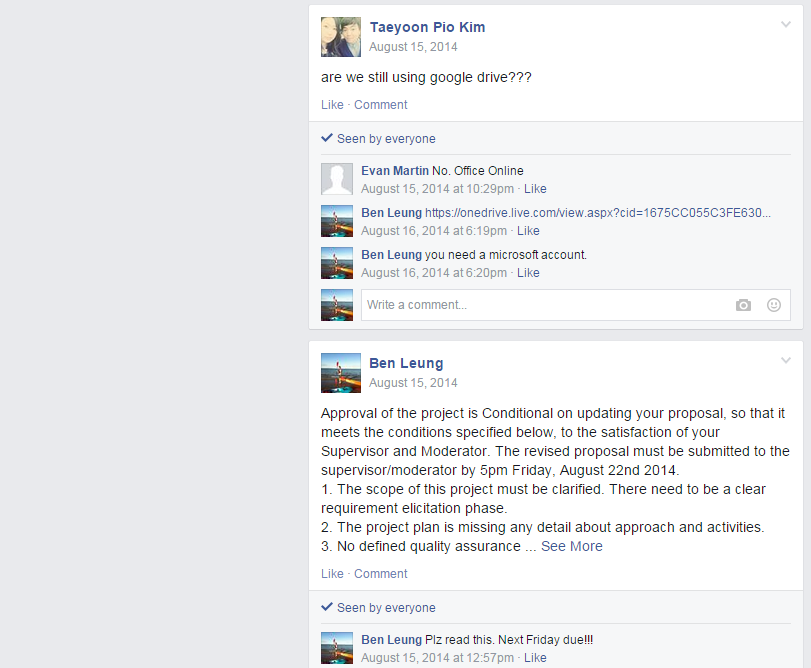 Taeyoon Pio Kim
August 15, 2014
are we still using google drive???
Like · Comment
Seen by everyone
Evan Martin No. Office Online
August 15, 2014 at 10:29pm · Like
Ben Leung https://onedrive.live.com/view.aspx?cid=1675CC055C3FE630...
August 16, 2014 at 6:19pm · Like
Ben Leung you need a microsoft account.
August 16, 2014 at 6:20pm · Like
Write a comment...
Ben Leung
August 15, 2014
Approval of the project is Conditional on updating your proposal, so that it
meets the conditions specified below, to the satisfaction of your
Supervisor and Moderator. The revised proposal must be submitted to the
supervisor/moderator by 5pm Friday, August 22nd 2014.
1. The scope of this project must be clarified. There need to be a clear
requirement elicitation phase.
2. The project plan is missing any detail about approach and activities.
3. No defined quality assurance ... See More
Like · Comment
Seen by everyone
Ben Leung Plz read this. Next Friday due!!!
August 15, 2014 at 12:57pm · Like